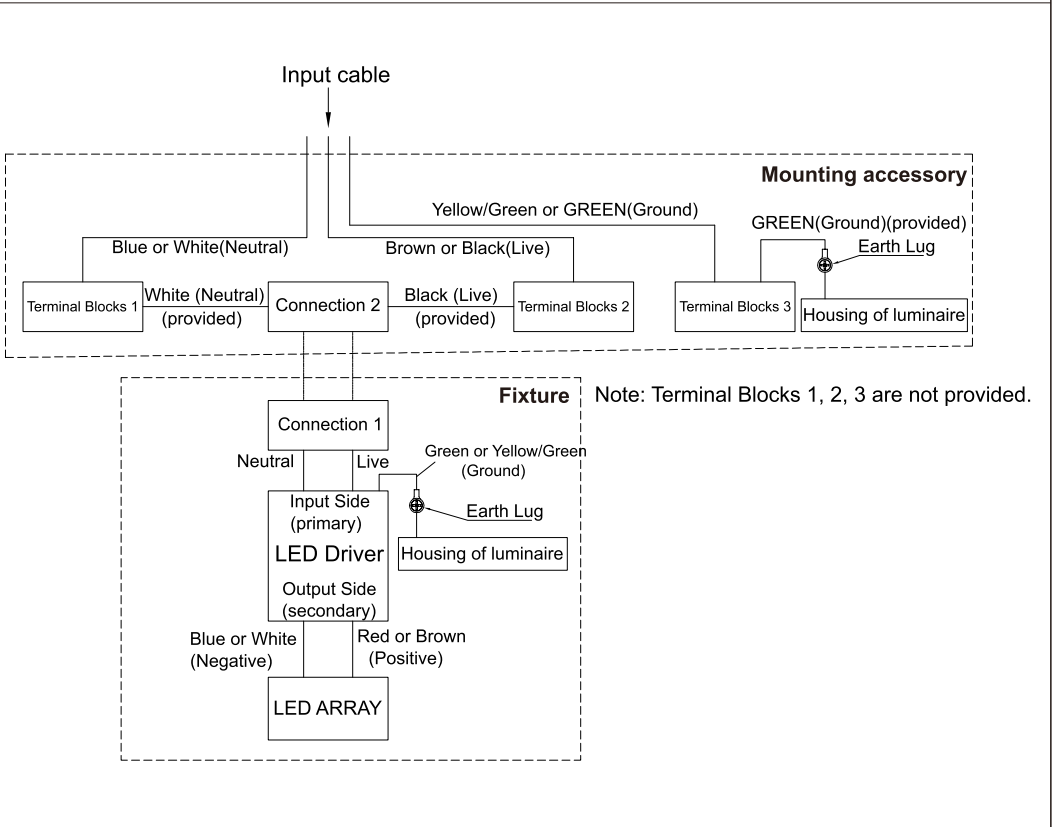 Input cable
Mounting accessory
Yellow/Green or GREEN(Ground)
GREEN(Ground)(provided)
Blue or White(Neutral)
Brown or Black(Live)
Earth Lug
Terminal Blocks 1
White (Neutral)
(provided)
Connection 2
Black (Live)
(provided)
Terminal Blocks 2
Terminal Blocks 3
Housing of luminaire
Fixture
Note: Terminal Blocks 1, 2, 3 are not provided.
Connection 1
Neutral
Live
Green or Yellow/Green
(Ground)
Input Side
(primary)
Earth Lug
LED Driver
Housing of luminaire
Output Side
(secondary)
Blue or White
(Negative)
Red or Brown
(Positive)
LED ARRAY